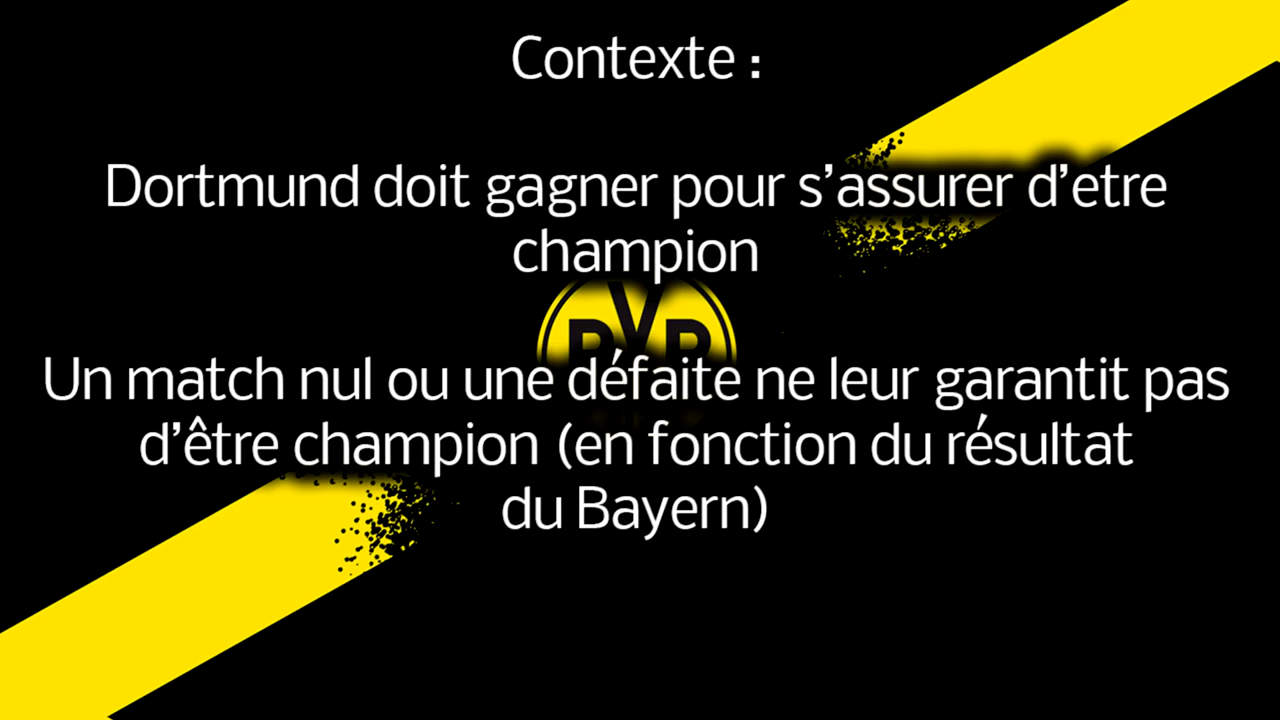 Contexte :
Dortmund doit gagner pour s’assurer d’etre
champion
BVB
Un match nul ou une défaite ne leur garantit pas
d’être champion (en fonction du résultat
du Bayern)